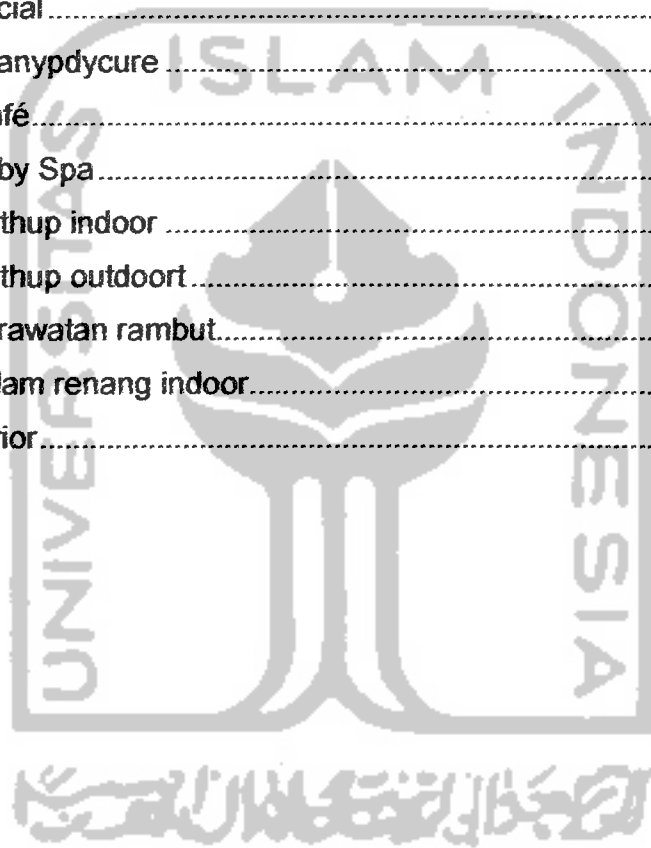 cial
anypdycure
afé
by Spa
thup indoor
thup outdoort
rawatan rambut
lam renang indoor
rior
UNIVERSITAS
ISLAM
INDONESIA